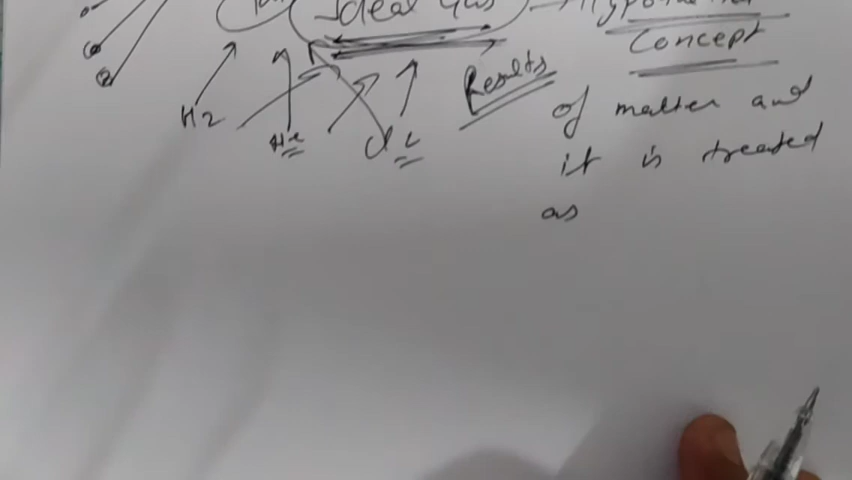 Ideal Gas
Concept
H2
He
Cl2
Results
of matter and
it is treated
as